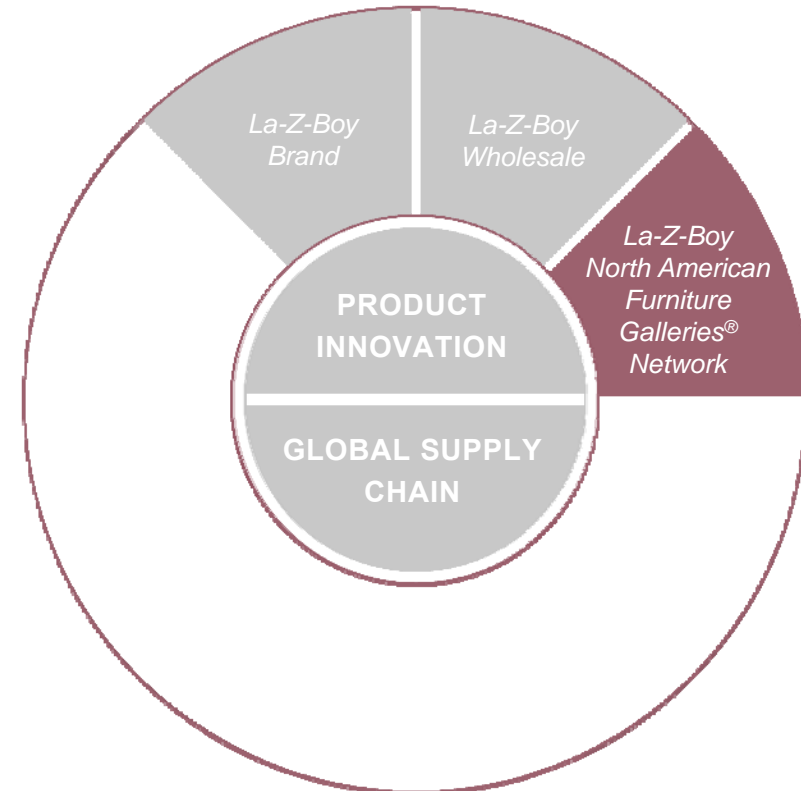 La-Z-Boy
Brand
La-Z-Boy
Wholesale
La-Z-Boy
North American
Furniture
Galleries®
Network
PRODUCT
INNOVATION
GLOBAL SUPPLY
CHAIN